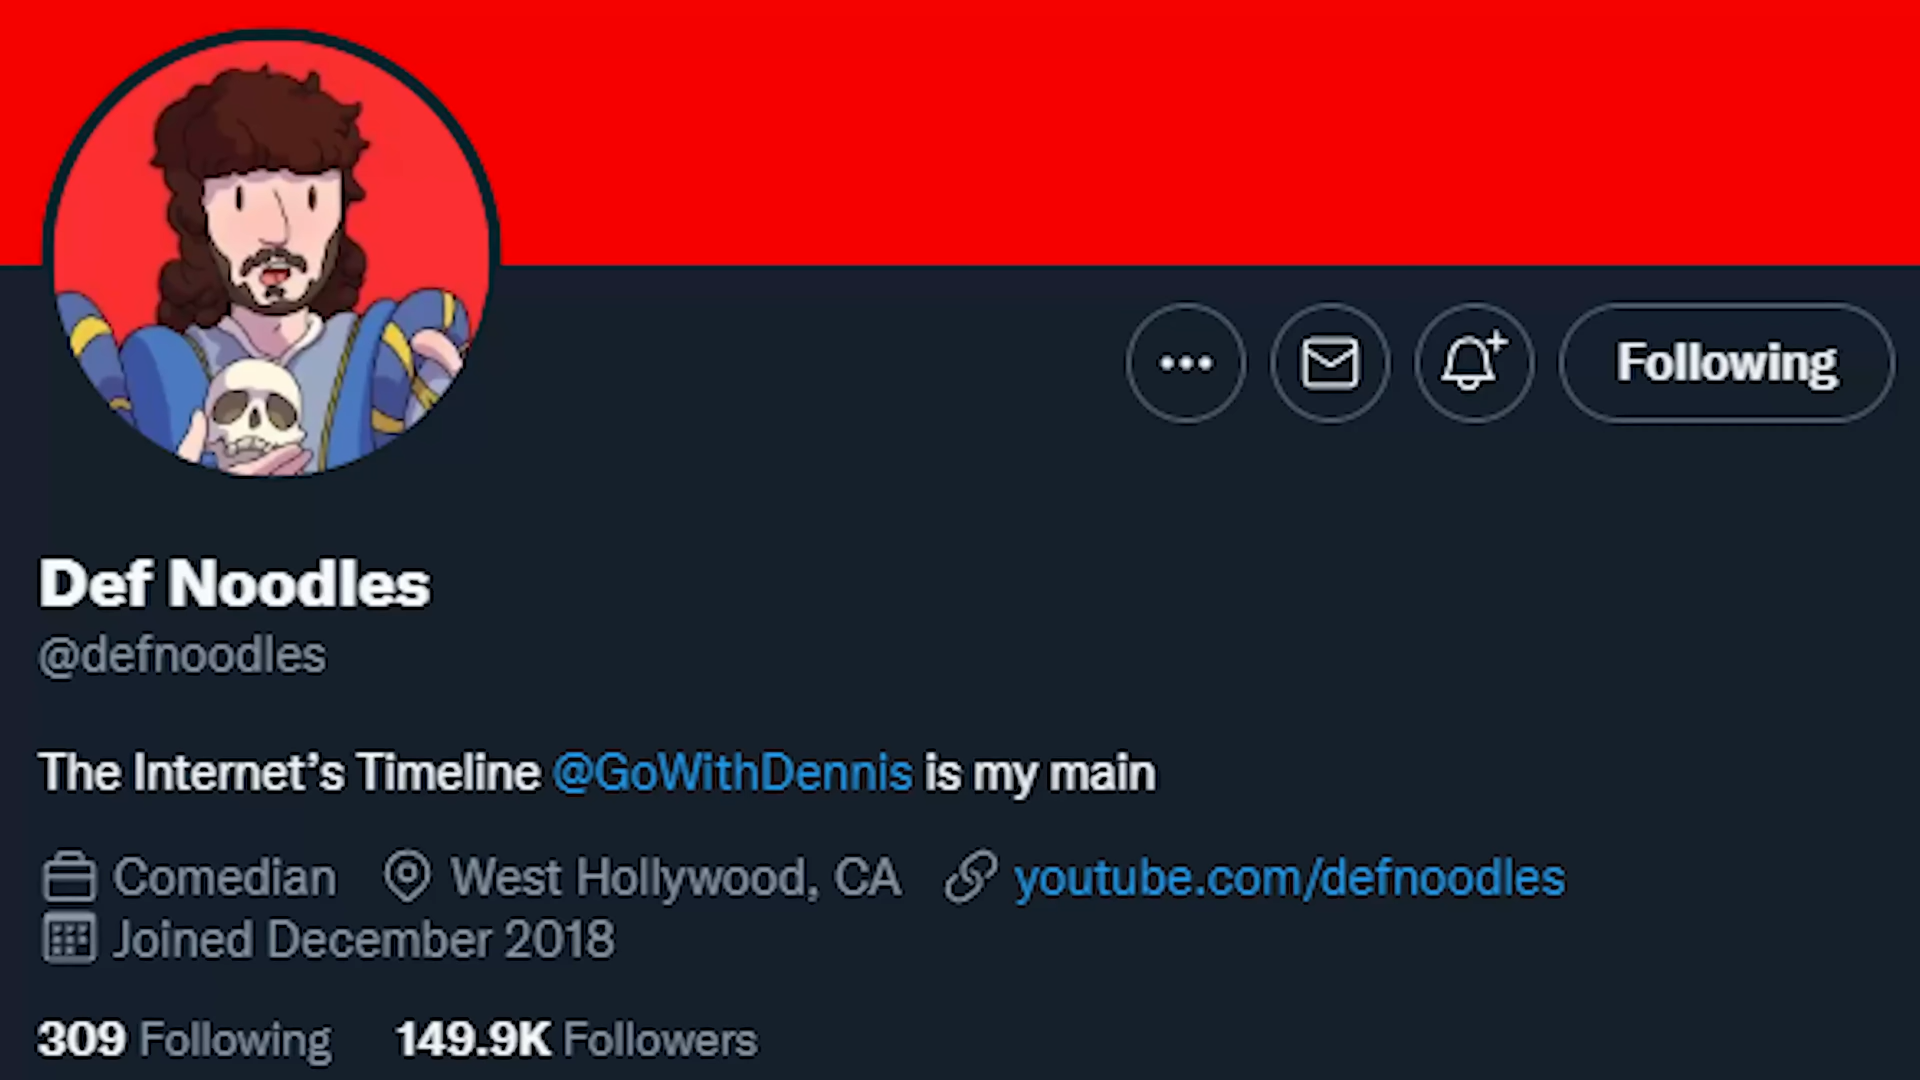 Following
Def Noodles
@defnoodles
The Internet’s Timeline @GoWithDennis is my main
Comedian West Hollywood, CA youtube.com/defnoodles
Joined December 2018
309 Following 149.9K Followers